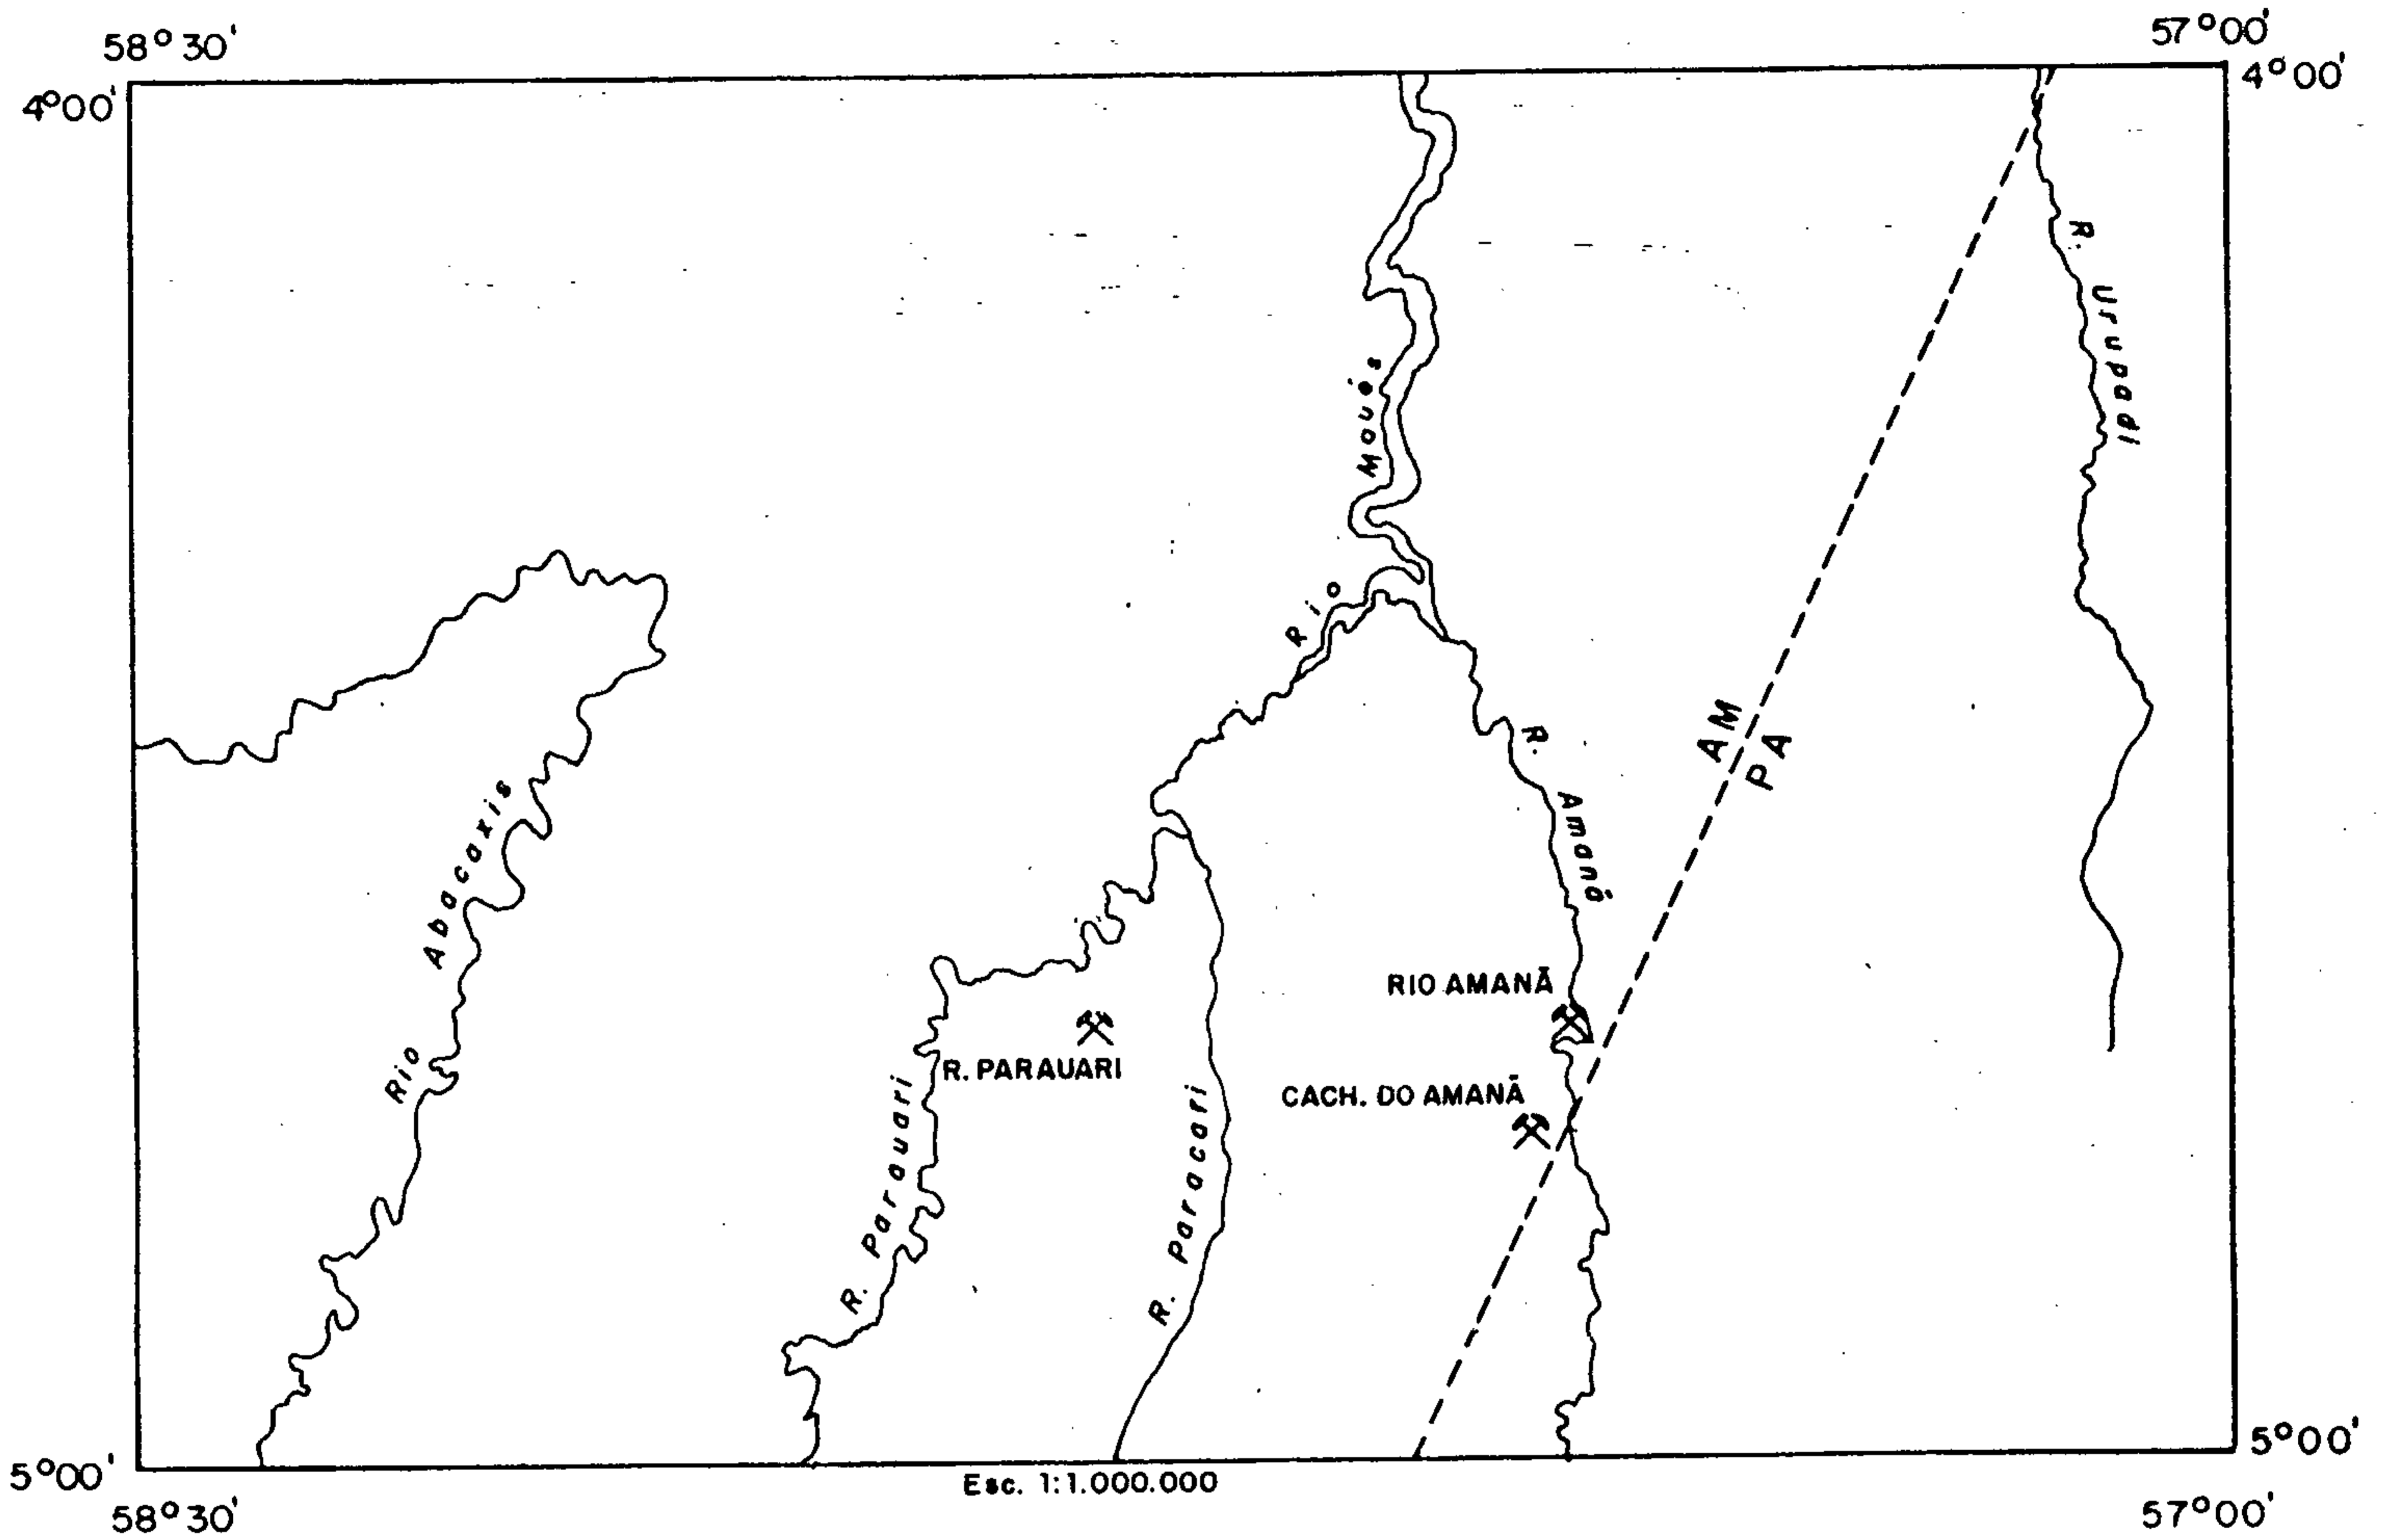 58°30'
57°00'
4°00'
4°00'
R. Urupadi
Rio Maués
AM
PA
R. Amanã
Rio Abacaxis
RIO AMANÃ
R. PARAUARI
CACH. DO AMANÃ
R. Parauari
R. Paracari
5°00'
5°00'
Esc. 1:1.000.000
58°30'
57°00'